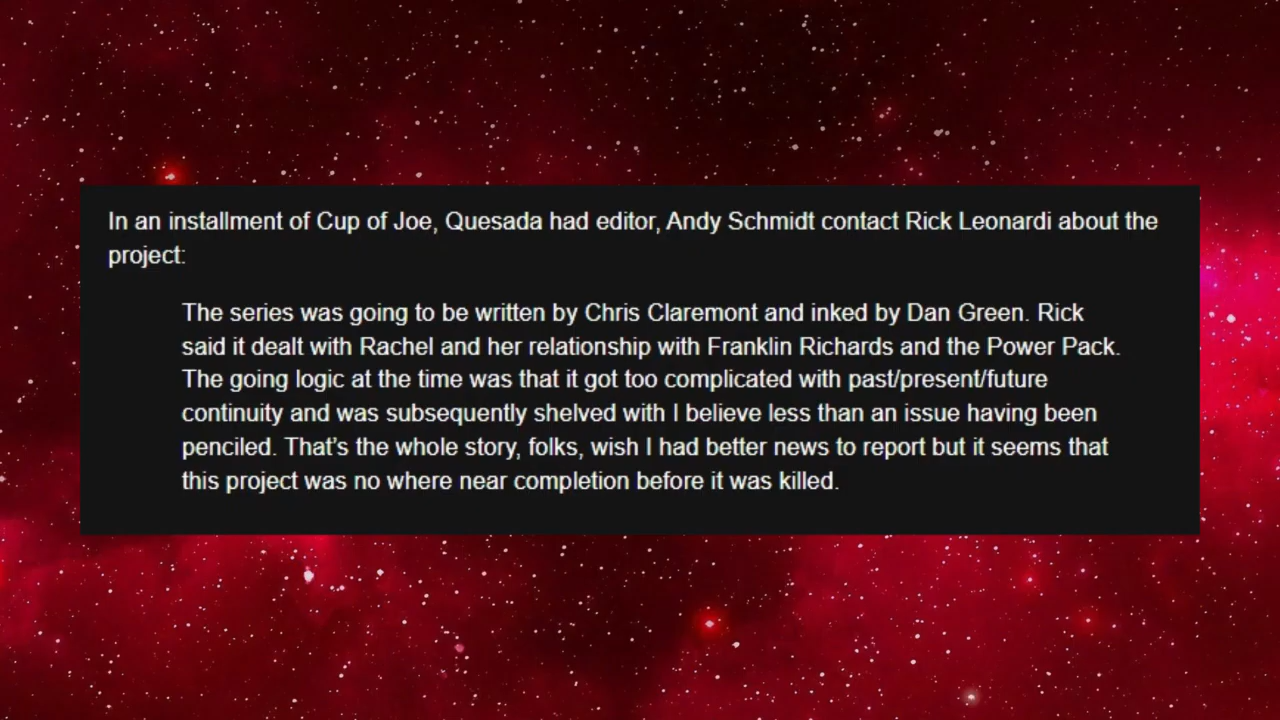 In an installment of Cup of Joe, Quesada had editor, Andy Schmidt contact Rick Leonardi about the
project:
The series was going to be written by Chris Claremont and inked by Dan Green. Rick
said it dealt with Rachel and her relationship with Franklin Richards and the Power Pack.
The going logic at the time was that it got too complicated with past/present/future
continuity and was subsequently shelved with I believe less than an issue having been
penciled. That’s the whole story, folks, wish I had better news to report but it seems that
this project was no where near completion before it was killed.